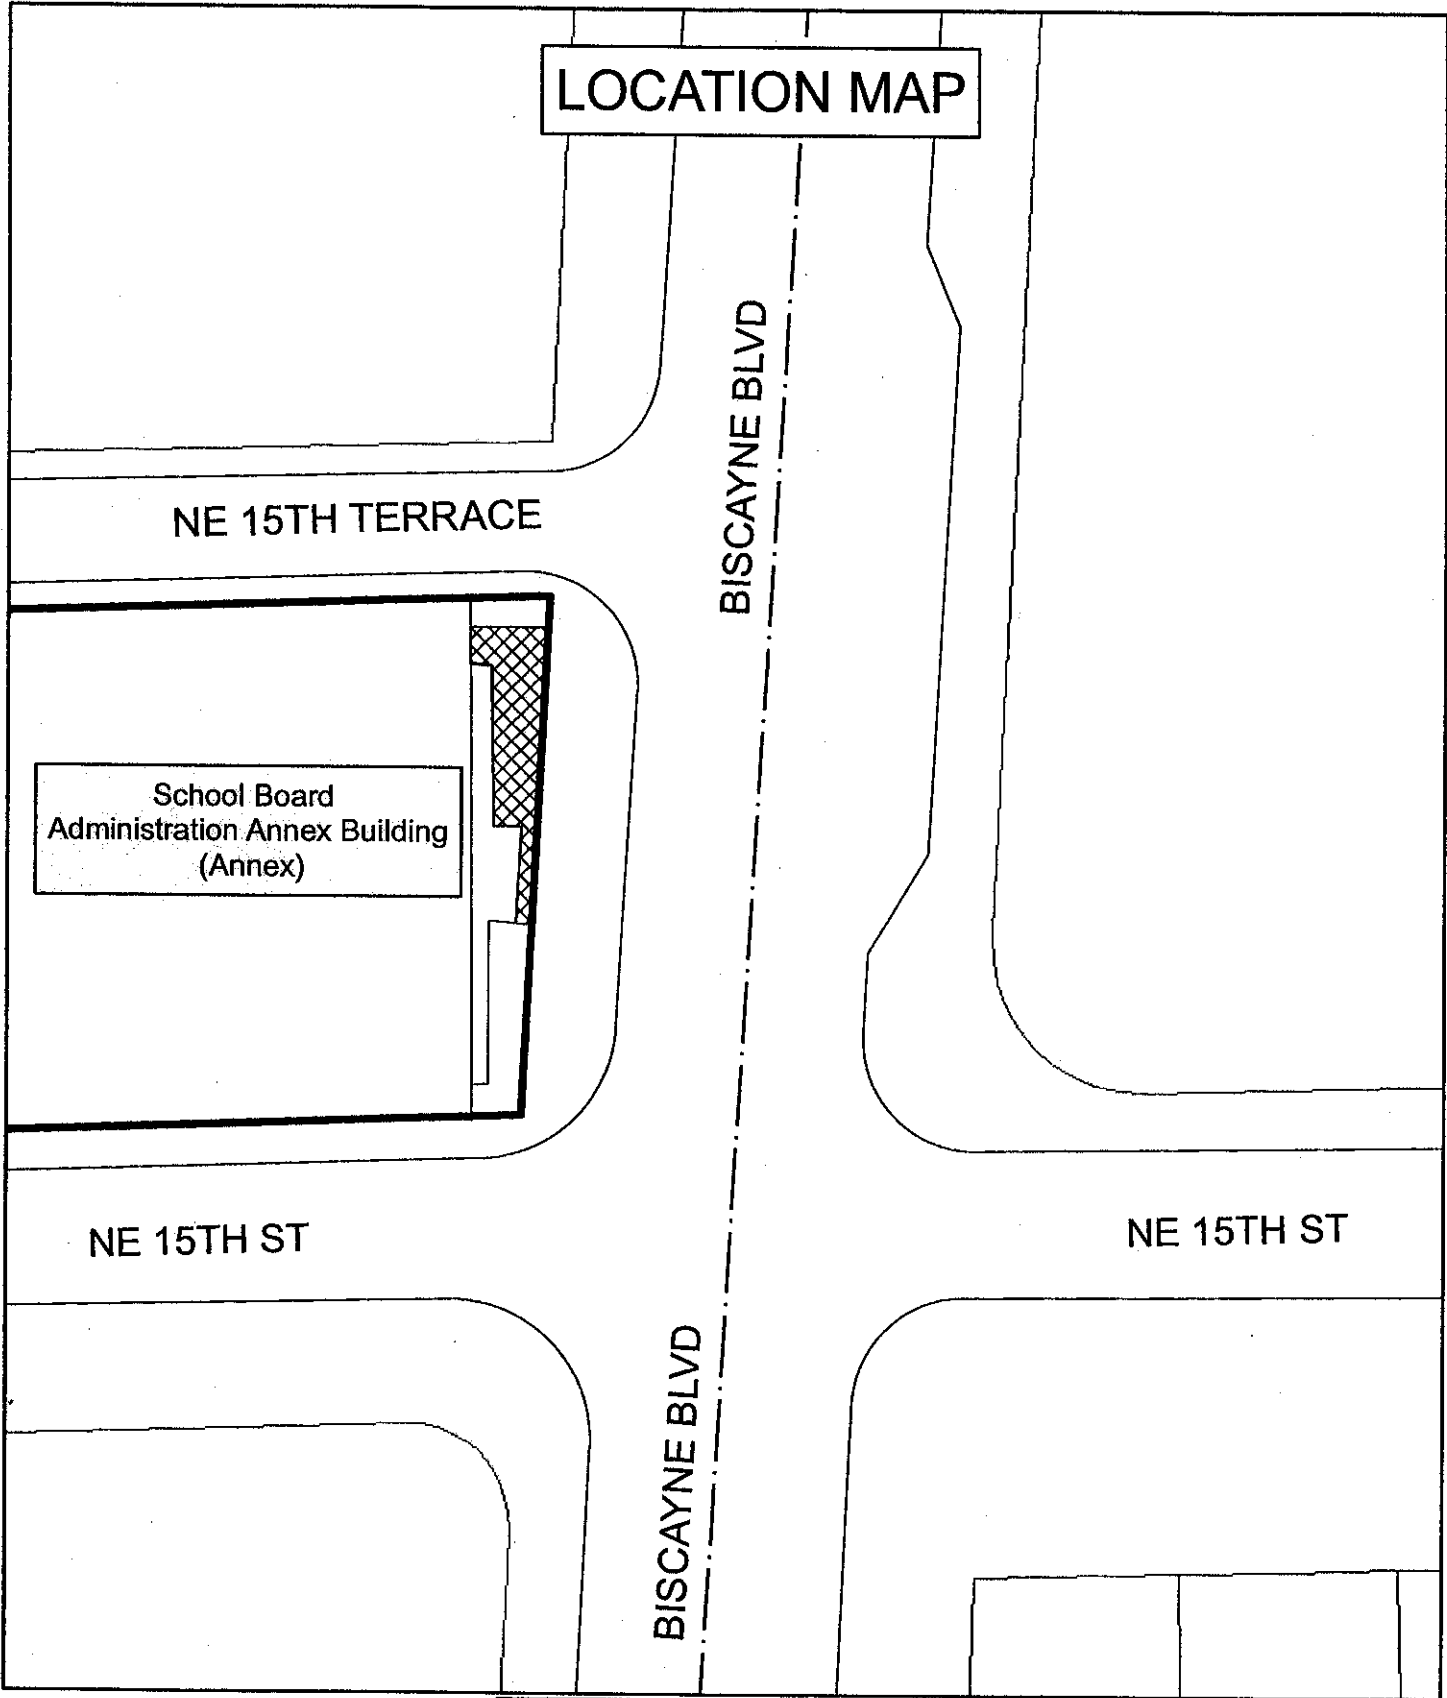 LOCATION MAP
BISCAYNE BLVD
NE 15TH TERRACE
School Board
Administration Annex Building
(Annex)
NE 15TH ST
NE 15TH ST
BISCAYNE BLVD